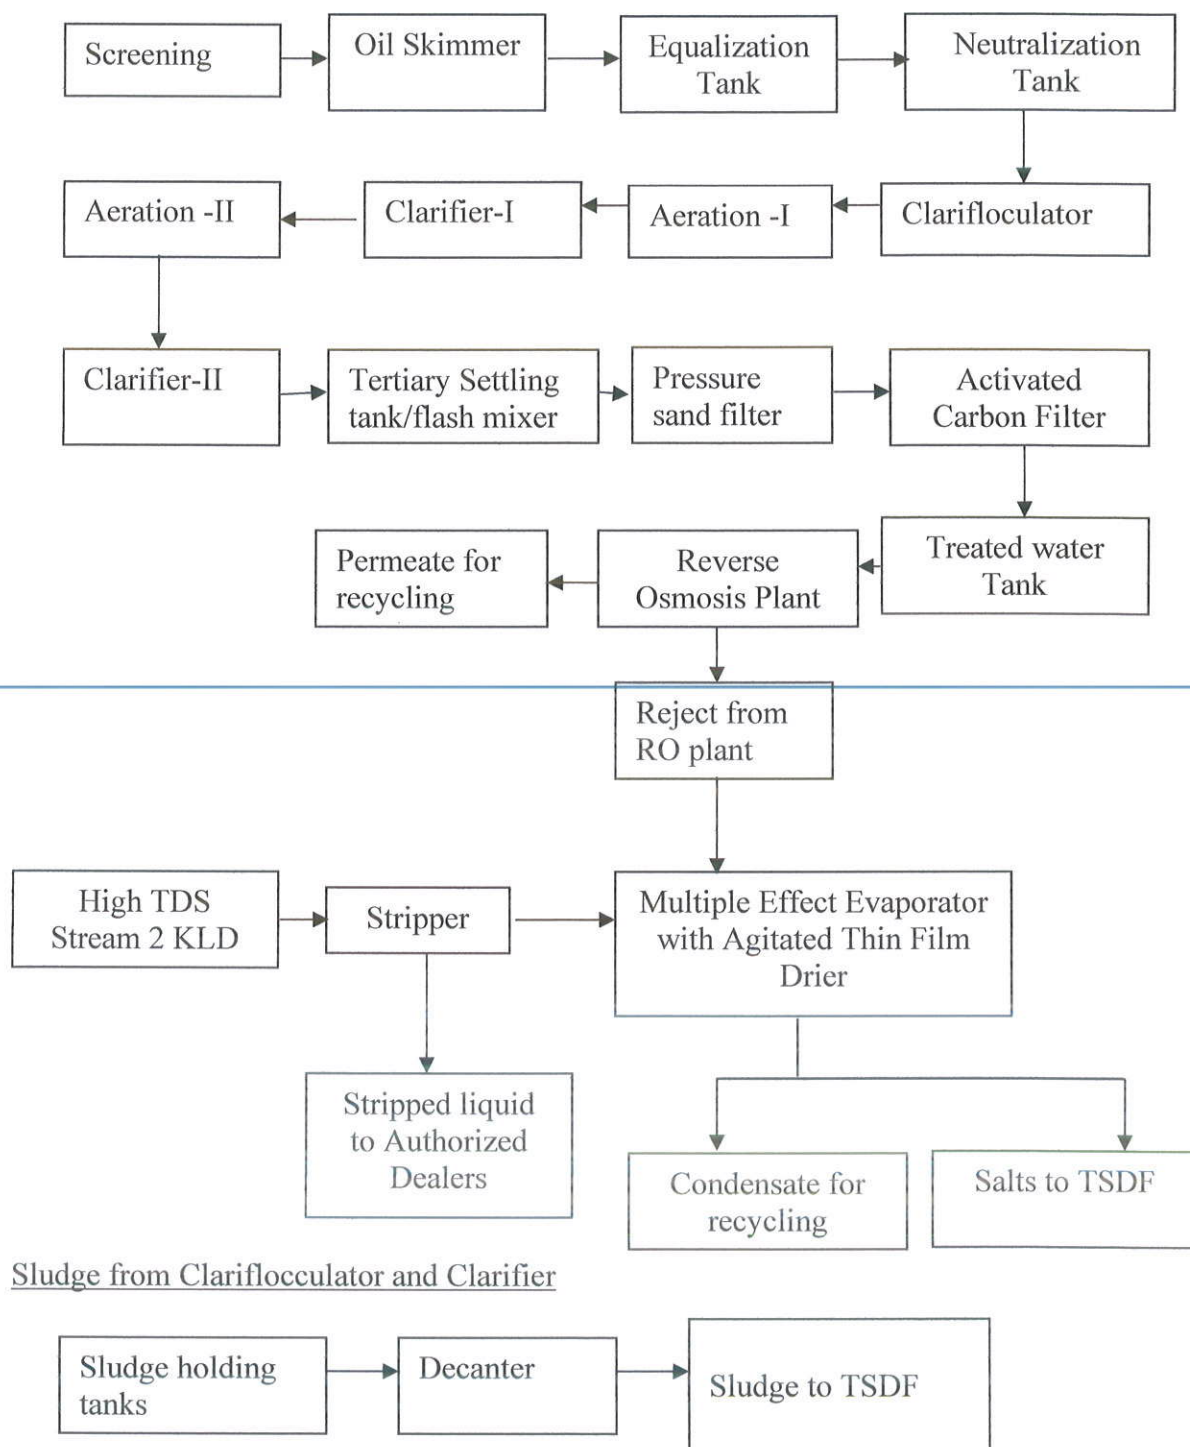 Screening
Oil Skimmer
Equalization
Tank
Neutralization
Tank
Aeration -II
Clarifier-I
Aeration -I
Clarifloculator
Clarifier-II
Tertiary Settling
tank/flash mixer
Pressure
sand filter
Activated
Carbon Filter
Permeate for
recycling
Reverse
Osmosis Plant
Treated water
Tank
Reject from
RO plant
High TDS
Stream 2 KLD
Stripper
Multiple Effect Evaporator
with Agitated Thin Film
Drier
Stripped liquid
to Authorized
Dealers
Condensate for
recycling
Salts to TSDF
Sludge from Clariflocculator and Clarifier
Sludge holding
tanks
Decanter
Sludge to TSDF